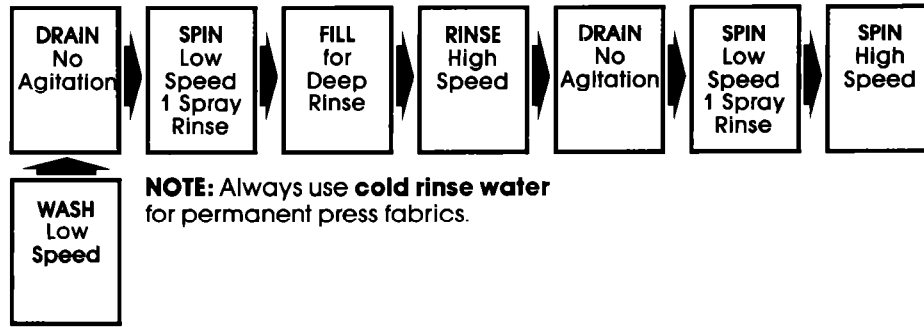 DRAIN
No
Agitation
SPIN
Low
Speed
1 Spray
Rinse
FILL
for
Deep
Rinse
RINSE
High
Speed
DRAIN
No
Agitation
SPIN
Low
Speed
1 Spray
Rinse
SPIN
High
Speed
WASH
Low
Speed
NOTE: Always use cold rinse water
for permanent press fabrics.